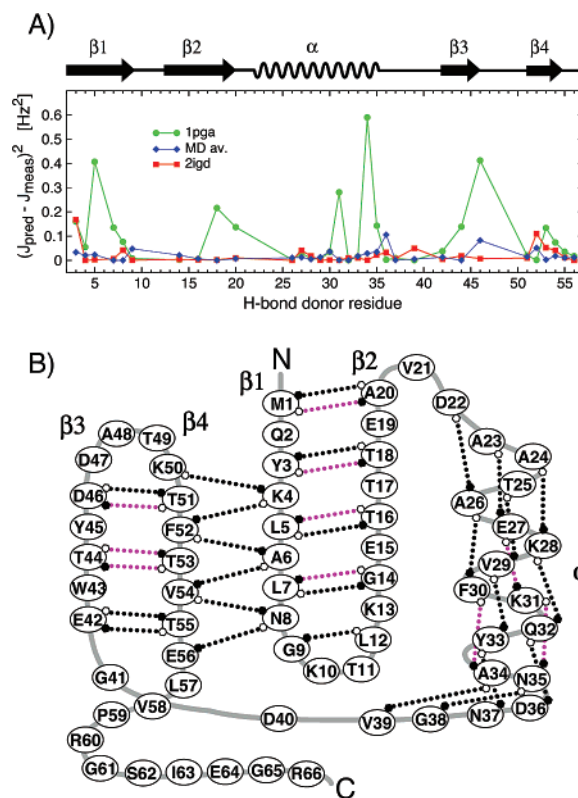 A)
β1 β2 α β3 β4
(Jpred - Jmeas)² [Hz²]
0.6
0.5
0.4
0.3
0.2
0.1
0
1pga
MD av.
2igd
5 10 15 20 25 30 35 40 45 50 55
H-bond donor residue
B)
N
β1 β2
β3 β4
M1
Q2
Y3
K4
L5
A6
L7
N8
G9
K10
T11
L12
K13
G14
E15
T16
T17
T18
E19
A20
V21
D22
A23
A24
T25
A26
E27
K28
V29
F30
K31
Q32
Y33
A34
N35
D36
N37
G38
V39
D40
G41
E42
W43
T44
Y45
D46
D47
A48
T49
K50
T51
F52
T53
V54
T55
E56
L57
V58
P59
R60
G61
S62
I63
E64
G65
R66
C